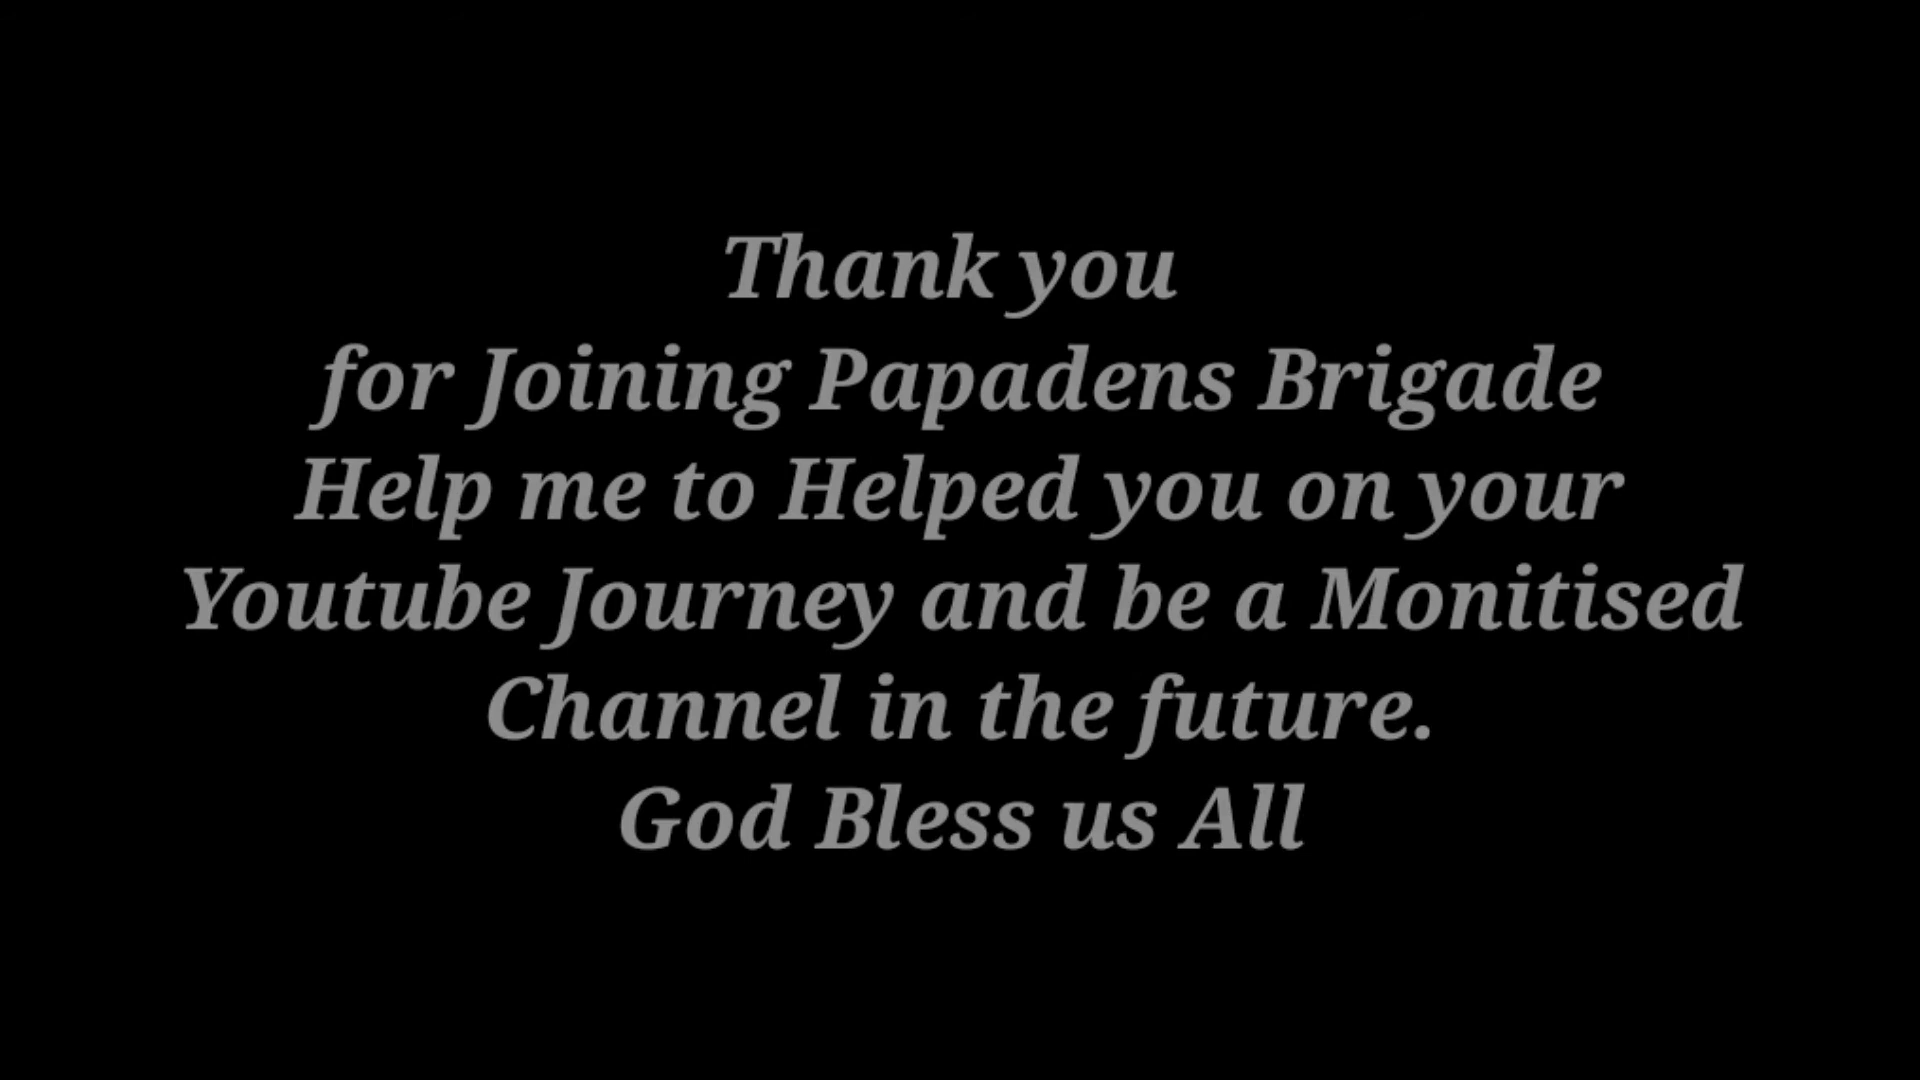 Thank you
for Joining Papadens Brigade
Help me to Helped you on your
Youtube Journey and be a Monitised
Channel in the future.
God Bless us All